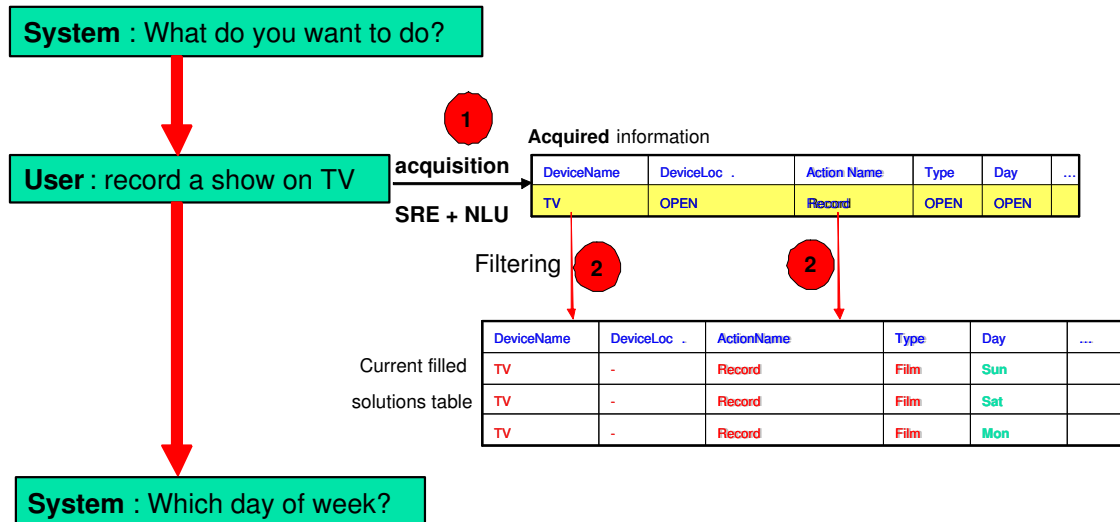 System : What do you want to do?
1
Acquired information
User : record a show on TV
acquisition
SRE + NLU
DeviceName DeviceLoc . Action Name Type Day ...
TV OPEN Record OPEN OPEN
Filtering
2
2
DeviceName DeviceLoc . ActionName Type Day ...
Current filled
solutions table
TV - Record Film Sun
TV - Record Film Sat
TV - Record Film Mon
System : Which day of week?